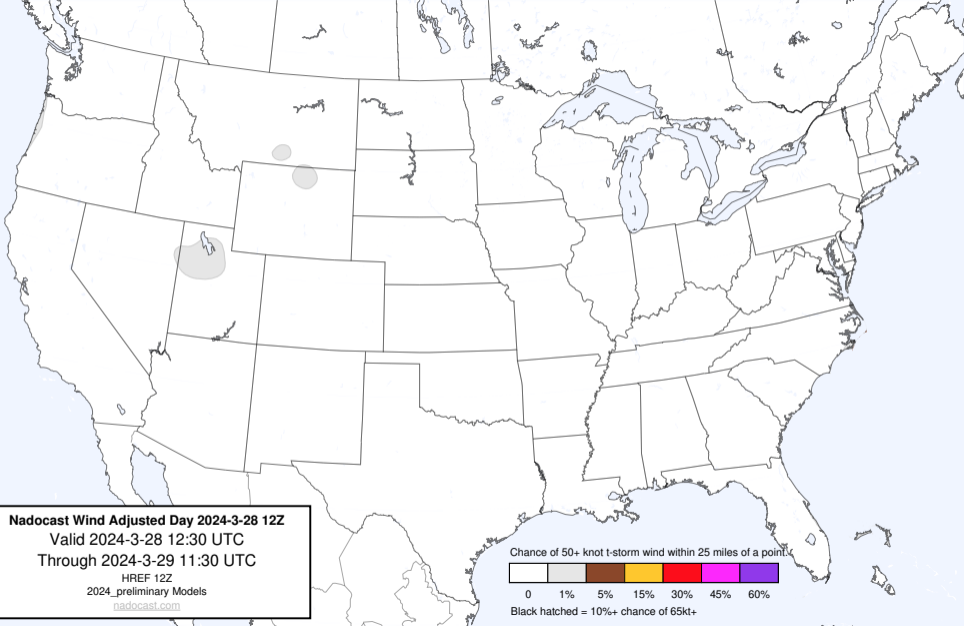 Nadocast Wind Adjusted Day 2024-3-28 12Z
Valid 2024-3-28 12:30 UTC
Through 2024-3-29 11:30 UTC
HREF 12Z
2024_preliminary Models
nadocast.com
Chance of 50+ knot t-storm wind within 25 miles of a point.
0 1% 5% 15% 30% 45% 60%
Black hatched = 10%+ chance of 65kt+